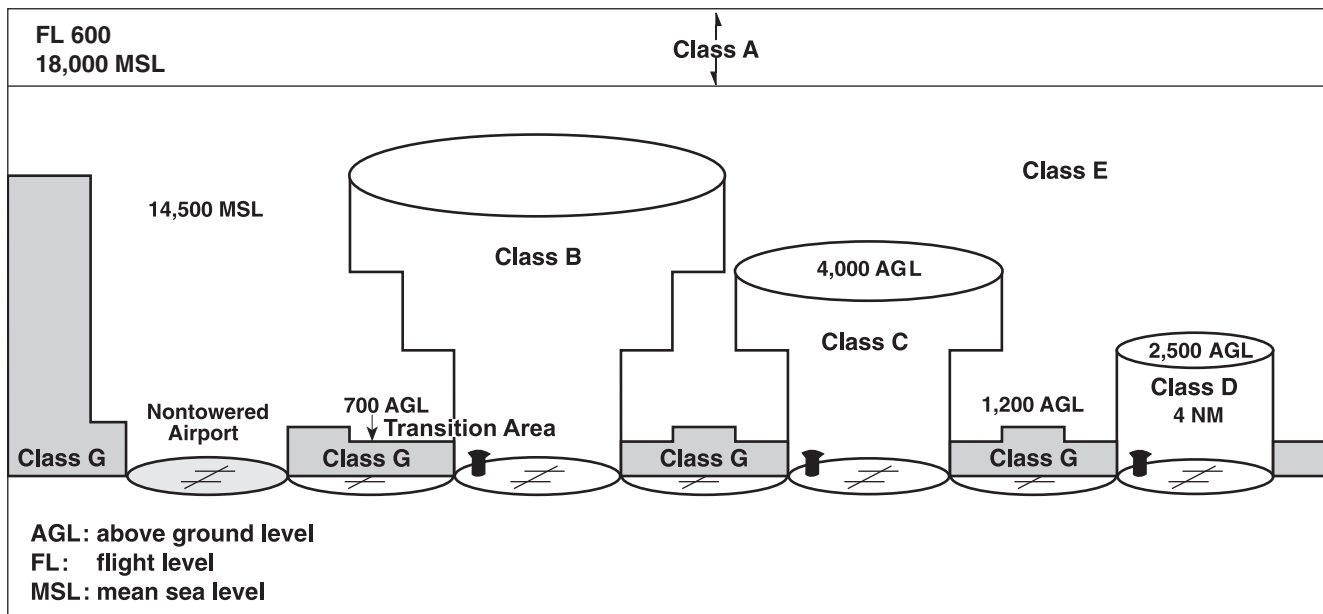 FL 600
18,000 MSL
Class A
Class E
14,500 MSL
Class B
4,000 AGL
Class C
2,500 AGL
Class D
4 NM
Nontowered
Airport
700 AGL
Transition Area
1,200 AGL
Class G
Class G
Class G
Class G
AGL: above ground level
FL: flight level
MSL: mean sea level